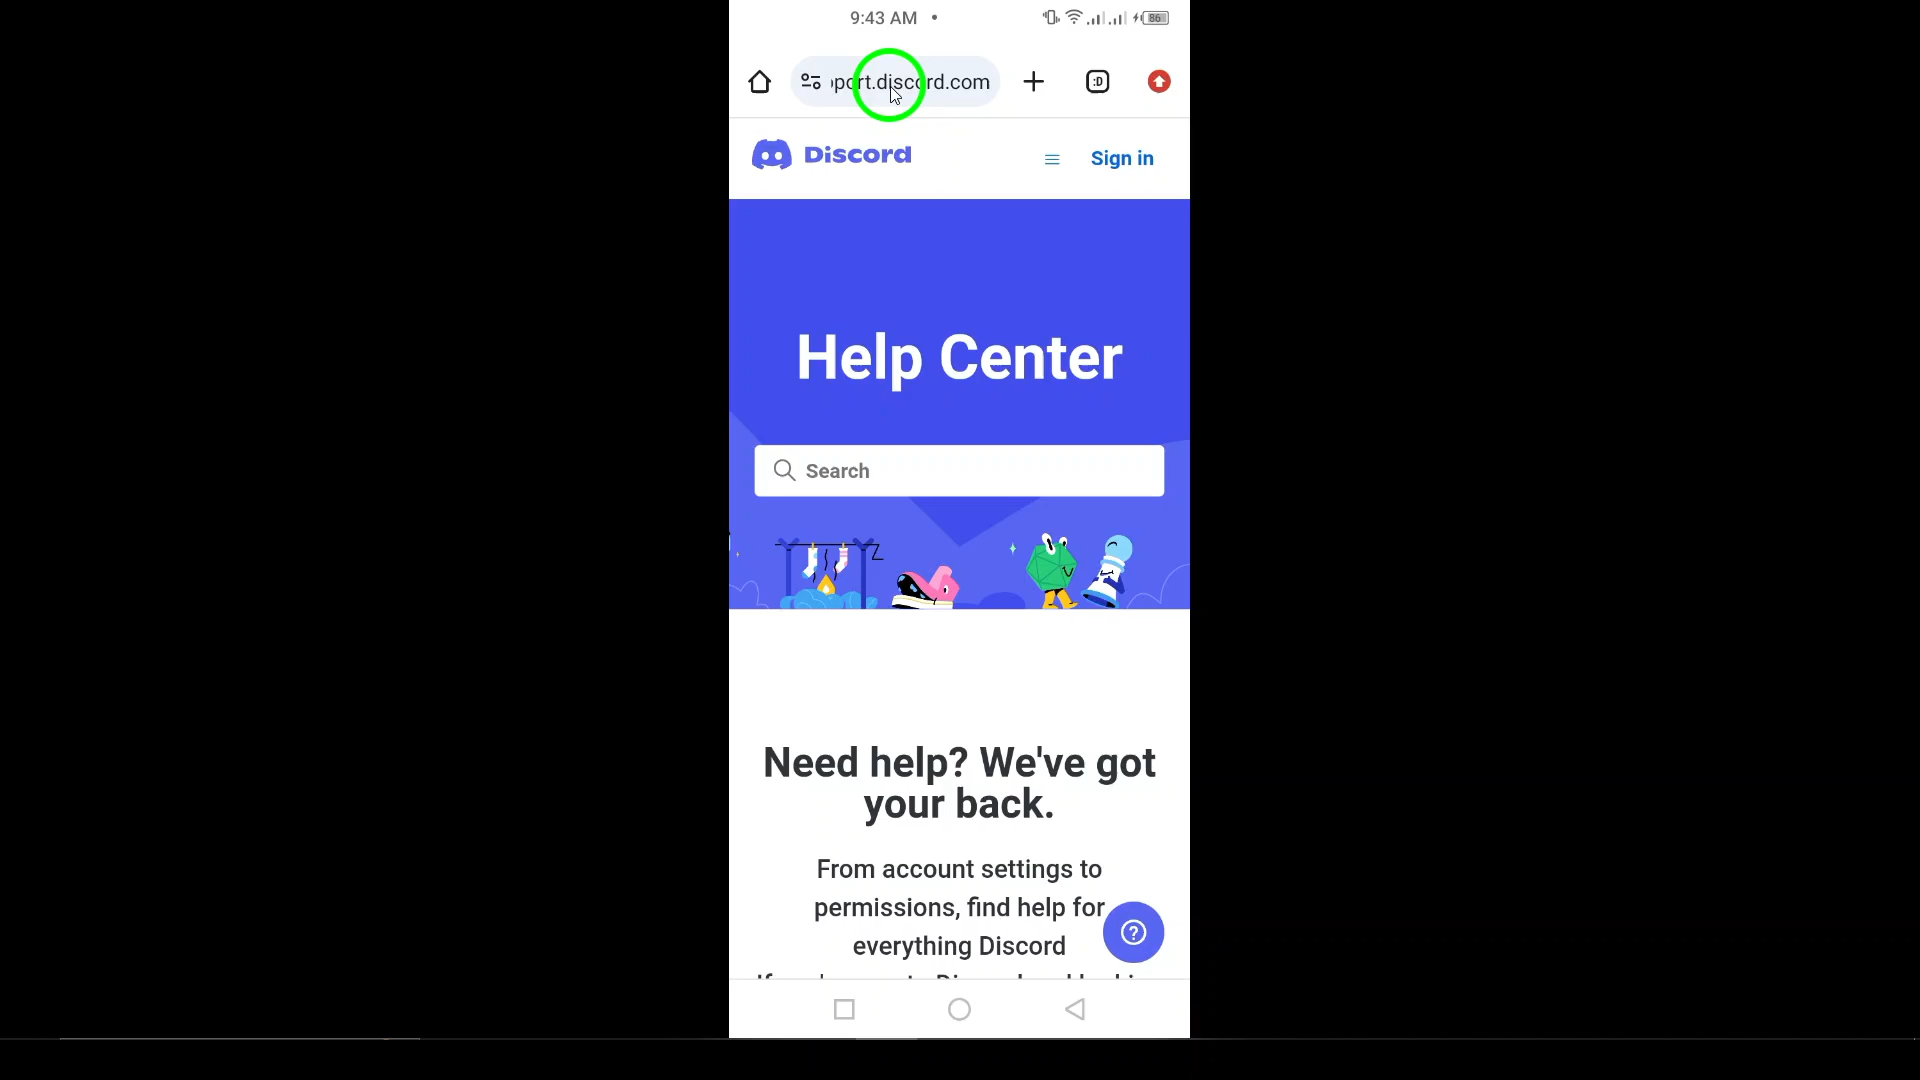 9:43 AM
86
port.discord.com
:D
Discord
Sign in
Help Center
Search
Z
Need help? We've got
your back.
From account settings to
permissions, find help for
everything Discord
?